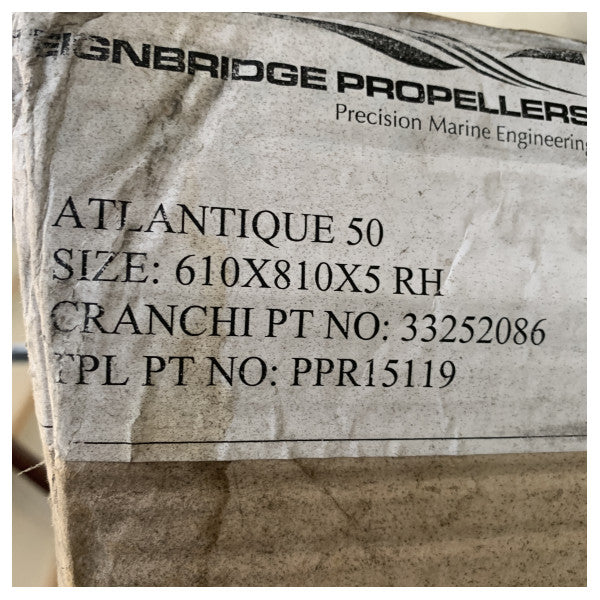 EIGNBRIDGE PROPELLERS
Precision Marine Engineering
ATLANTIQUE 50
SIZE: 610X810X5 RH
CRANCHI PT NO: 33252086
TPL PT NO: PPR15119